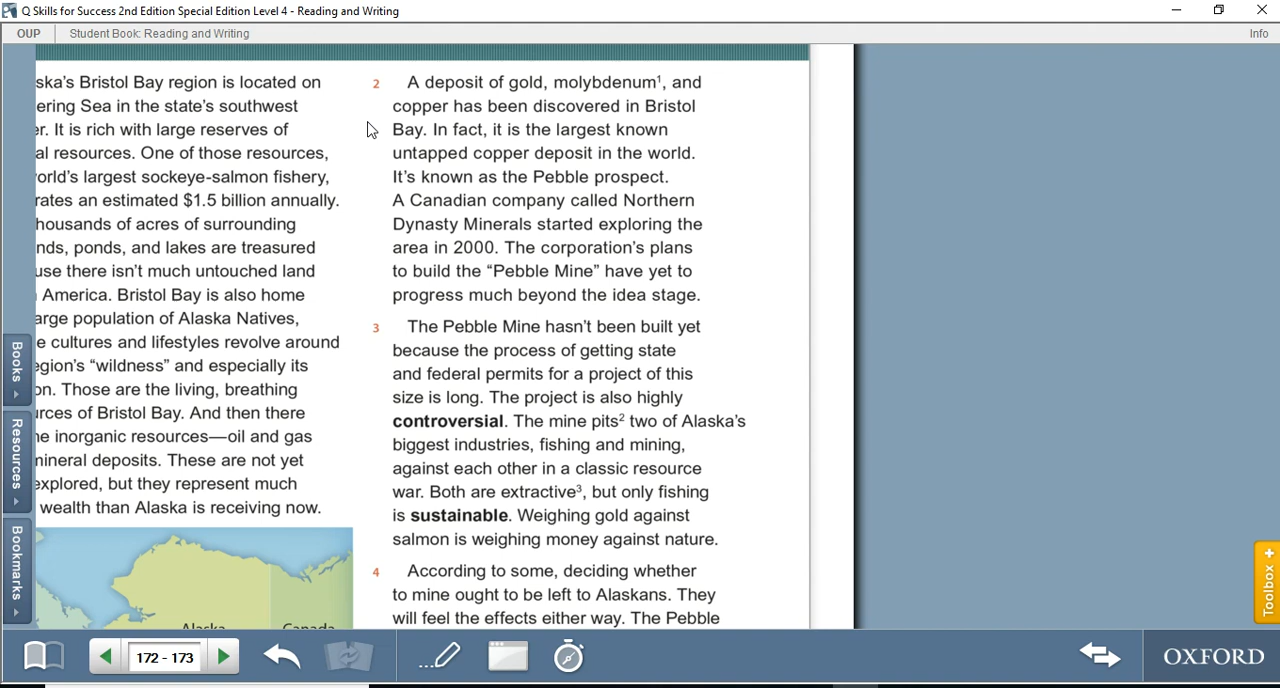 Q Skills for Success 2nd Edition Special Edition Level 4 - Reading and Writing
OUP Student Book: Reading and Writing Info
ska's Bristol Bay region is located on
ering Sea in the state's southwest
er. It is rich with large reserves of
al resources. One of those resources,
orld's largest sockeye-salmon fishery,
rates an estimated $1.5 billion annually.
housands of acres of surrounding
nds, ponds, and lakes are treasured
use there isn't much untouched land
America. Bristol Bay is also home
arge population of Alaska Natives,
e cultures and lifestyles revolve around
egion's "wildness" and especially its
on. Those are the living, breathing
urces of Bristol Bay. And then there
he inorganic resources—oil and gas
mineral deposits. These are not yet
explored, but they represent much
wealth than Alaska is receiving now.
Alaska Canada
2 A deposit of gold, molybdenum¹, and
copper has been discovered in Bristol
Bay. In fact, it is the largest known
untapped copper deposit in the world.
It's known as the Pebble prospect.
A Canadian company called Northern
Dynasty Minerals started exploring the
area in 2000. The corporation's plans
to build the "Pebble Mine" have yet to
progress much beyond the idea stage.
3 The Pebble Mine hasn't been built yet
because the process of getting state
and federal permits for a project of this
size is long. The project is also highly
controversial. The mine pits² two of Alaska's
biggest industries, fishing and mining,
against each other in a classic resource
war. Both are extractive³, but only fishing
is sustainable. Weighing gold against
salmon is weighing money against nature.
4 According to some, deciding whether
to mine ought to be left to Alaskans. They
will feel the effects either way. The Pebble
Books
Resources
Bookmarks
Toolbox +
172 - 173
OXFORD